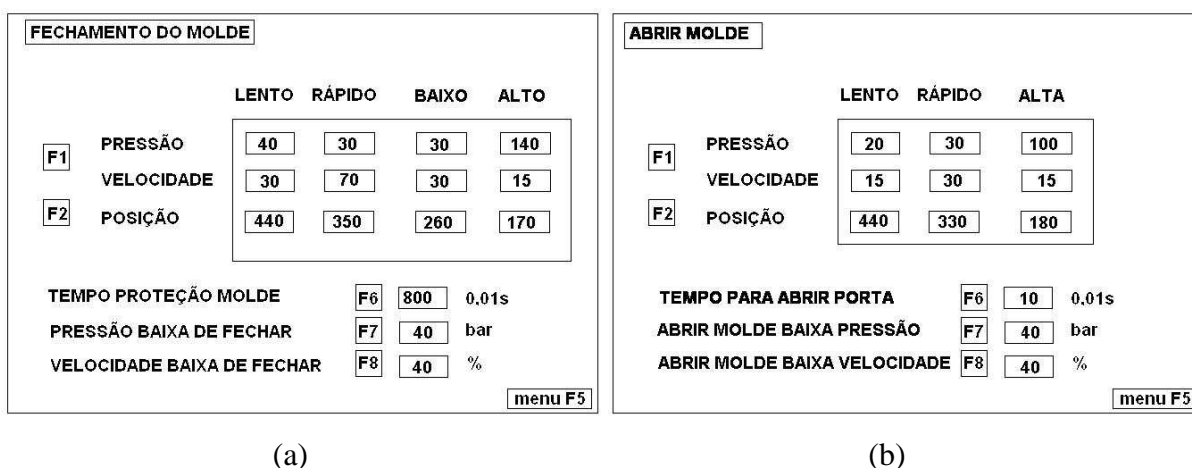 FECHAMENTO DO MOLDE
LENTO RÁPIDO BAIXO ALTO
F1 PRESSÃO 40 30 30 140
VELOCIDADE 30 70 30 15
F2 POSIÇÃO 440 350 260 170
TEMPO PROTEÇÃO MOLDE F6 800 0,01s
PRESSÃO BAIXA DE FECHAR F7 40 bar
VELOCIDADE BAIXA DE FECHAR F8 40 %
menu F5
(a)
ABRIR MOLDE
LENTO RÁPIDO ALTA
F1 PRESSÃO 20 30 100
VELOCIDADE 15 30 15
F2 POSIÇÃO 440 330 180
TEMPO PARA ABRIR PORTA F6 10 0,01s
ABRIR MOLDE BAIXA PRESSÃO F7 40 bar
ABRIR MOLDE BAIXA VELOCIDADE F8 40 %
menu F5
(b)